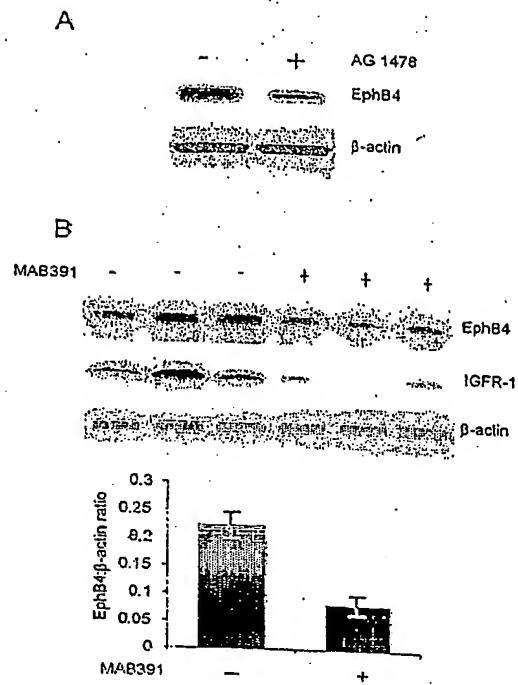 A
- + AG 1478
EphB4
β-actin
B
MAB391 - - - + + +
EphB4
IGFR-1
β-actin
EphB4:β-actin ratio
0.3
0.25
0.2
0.15
0.1
0.05
0
MAB391 - +